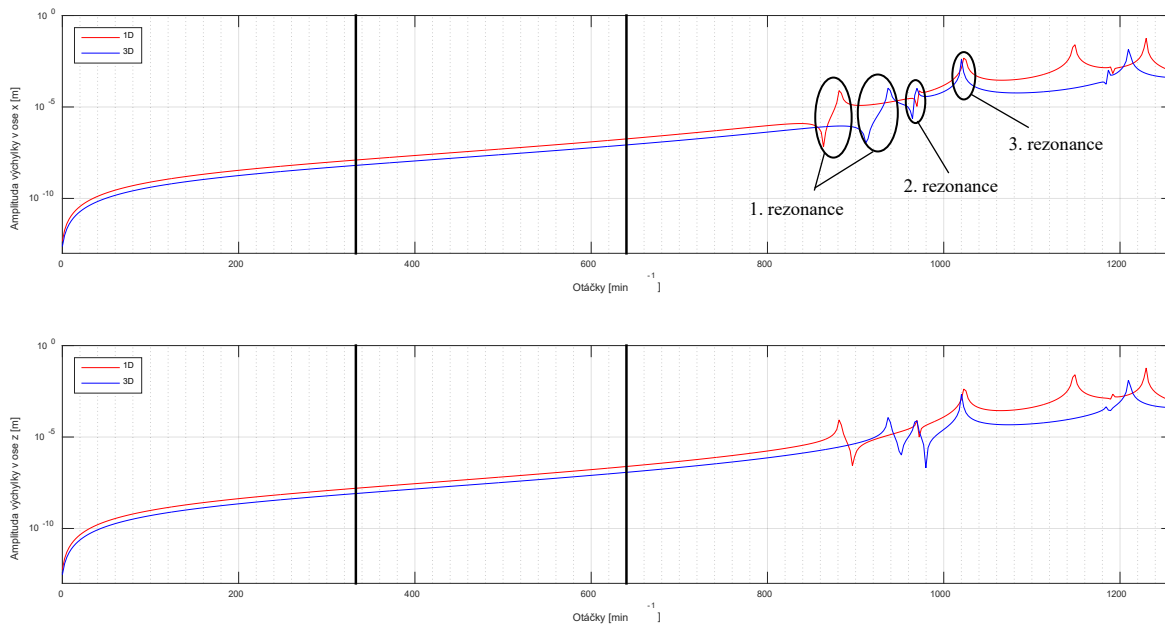 10 0
1D
3D
10 -5
10 -10
Amplituda výchylky v ose x [m]
1. rezonance
2. rezonance
3. rezonance
0 200 400 600 800 1000 1200
Otáčky [min -1 ]
10 0
1D
3D
10 -5
10 -10
Amplituda výchylky v ose z [m]
0 200 400 600 800 1000 1200
Otáčky [min -1 ]